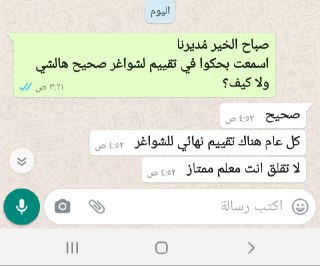 اليوم
صباح الخير مُديرنا
اسمعت بحكوا في تقييم لشواغر صحيح هالشي
ولا كيف؟
٣:٢١ ص
صحيح ٤:٥٢ ص
كل عام هناك تقييم نهائي للشواغر ٤:٥٢ ص
لا تقلق انت معلم ممتاز ٤:٥٢ ص
اكتب رسالة